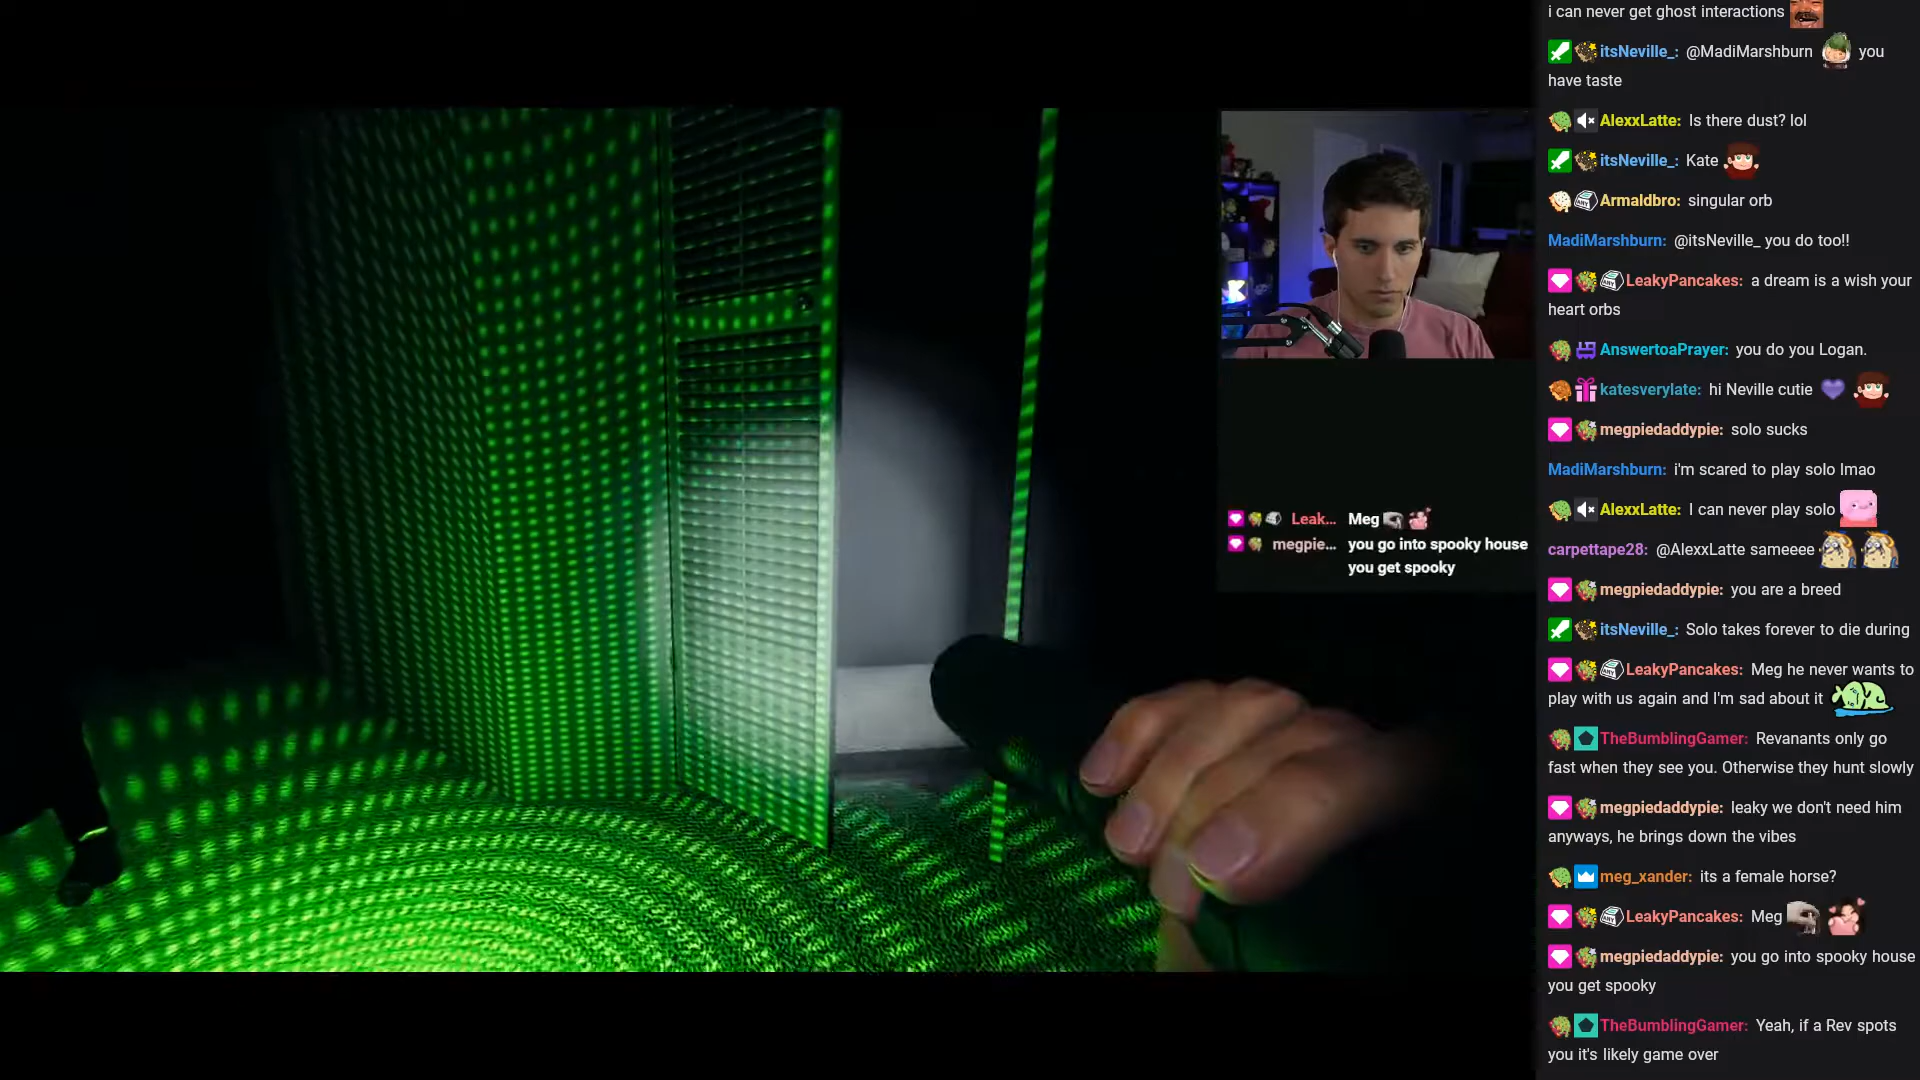 Leak... Meg
megpie... you go into spooky house
you get spooky
i can never get ghost interactions
itsNeville_: @MadiMarshburn you
have taste
AlexxLatte: Is there dust? lol
itsNeville_: Kate
Armaldbro: singular orb
MadiMarshburn: @itsNeville_ you do too!!
LeakyPancakes: a dream is a wish your
heart orbs
AnswertoaPrayer: you do you Logan.
katesverylate: hi Neville cutie
megpiedaddypie: solo sucks
MadiMarshburn: i'm scared to play solo lmao
AlexxLatte: I can never play solo
carpettape28: @AlexxLatte sameeee
megpiedaddypie: you are a breed
itsNeville_: Solo takes forever to die during
LeakyPancakes: Meg he never wants to
play with us again and I'm sad about it
TheBumblingGamer: Revanants only go
fast when they see you. Otherwise they hunt slowly
megpiedaddypie: leaky we don't need him
anyways, he brings down the vibes
meg_xander: its a female horse?
LeakyPancakes: Meg
megpiedaddypie: you go into spooky house
you get spooky
TheBumblingGamer: Yeah, if a Rev spots
you it's likely game over